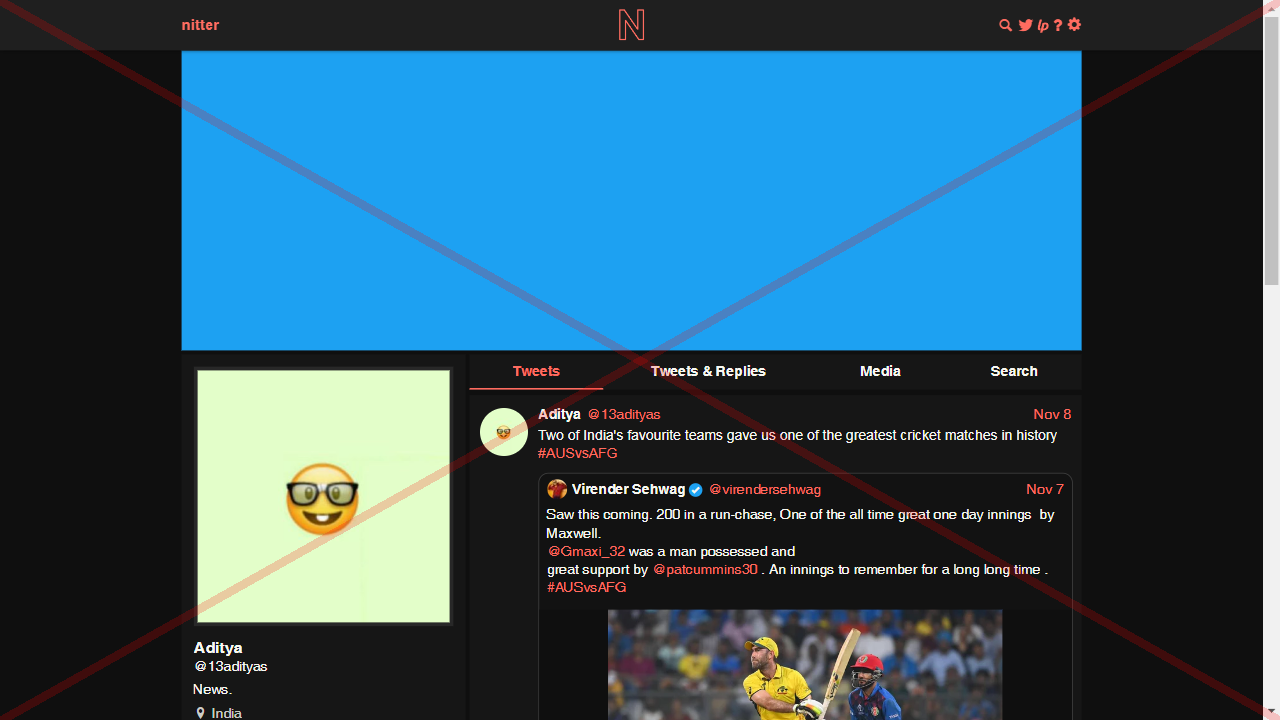 nitter
N
lp ?
Tweets Tweets & Replies Media Search
Aditya @13adityas Nov 8
Two of India's favourite teams gave us one of the greatest cricket matches in history
#AUSvsAFG
Virender Sehwag @virendersehwag Nov 7
Saw this coming. 200 in a run-chase, One of the all time great one day innings by
Maxwell.
@Gmaxi_32 was a man possessed and
great support by @patcummins30 . An innings to remember for a long long time .
#AUSvsAFG
Aditya
@13adityas
News.
India